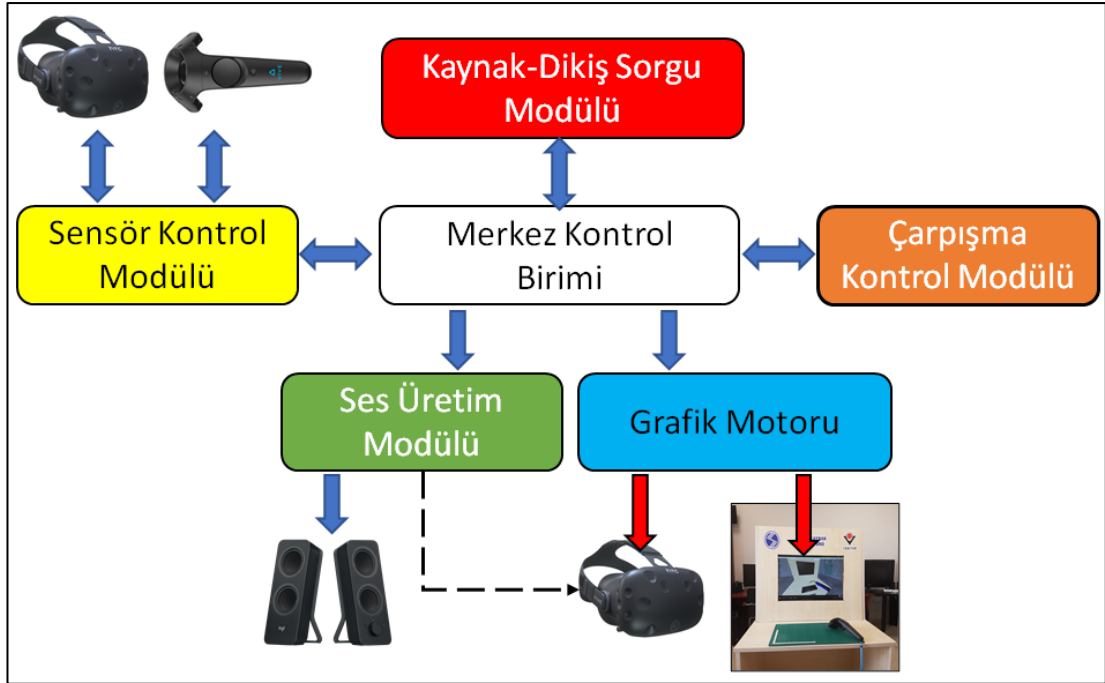 Kaynak-Dikiş Sorgu
Modülü
Sensör Kontrol
Modülü
Merkez Kontrol
Birimi
Çarpışma
Kontrol Modülü
Ses Üretim
Modülü
Grafik Motoru